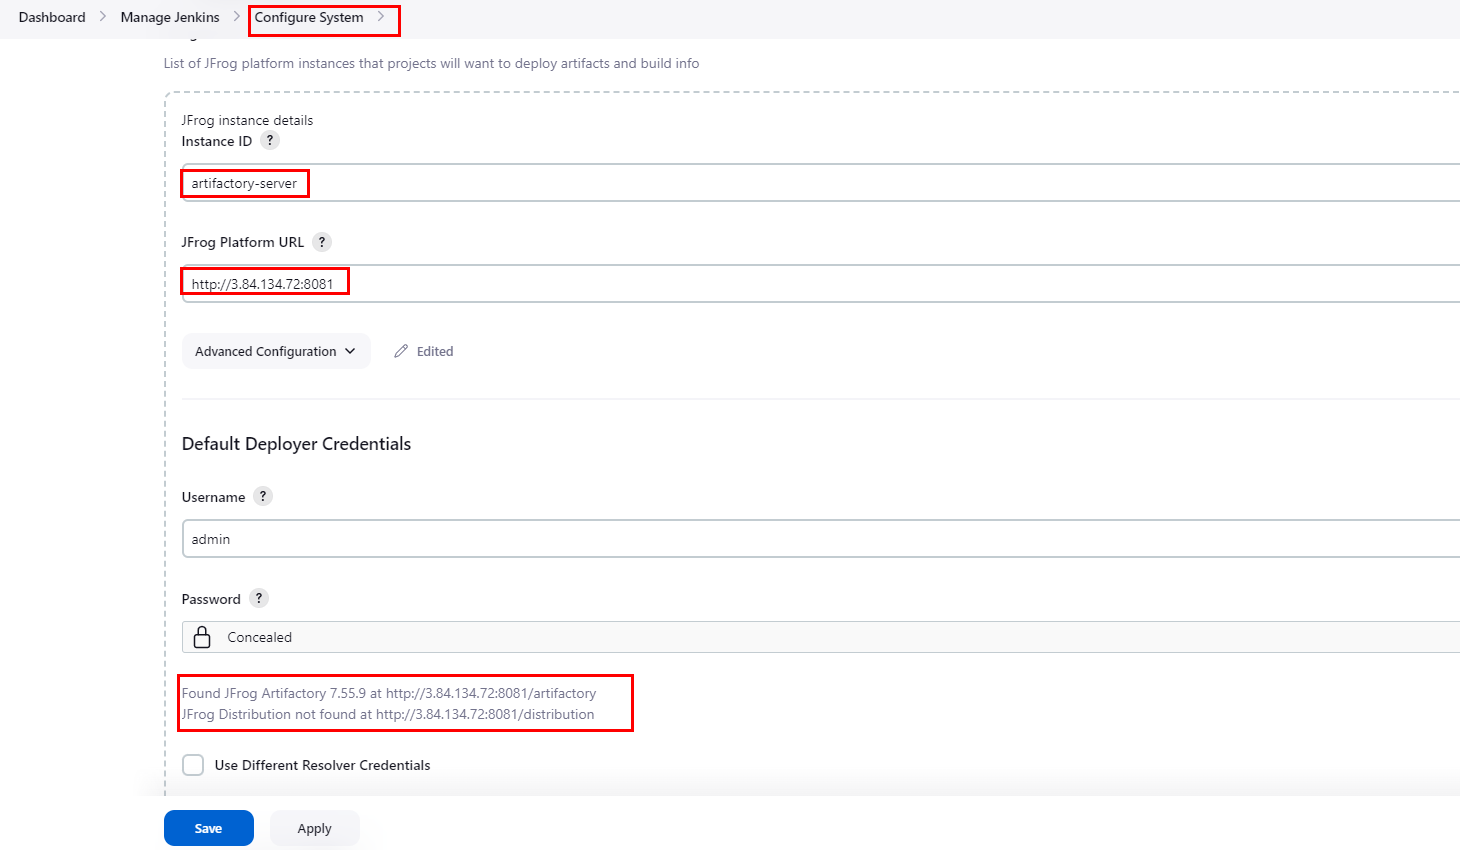 Dashboard > Manage Jenkins > Configure System >
List of JFrog platform instances that projects will want to deploy artifacts and build info
JFrog instance details
Instance ID ?
artifactory-server
JFrog Platform URL ?
http://3.84.134.72:8081
Advanced Configuration Edited
Default Deployer Credentials
Username ?
admin
Password ?
Concealed
Found JFrog Artifactory 7.55.9 at http://3.84.134.72:8081/artifactory
JFrog Distribution not found at http://3.84.134.72:8081/distribution
Use Different Resolver Credentials
Save Apply